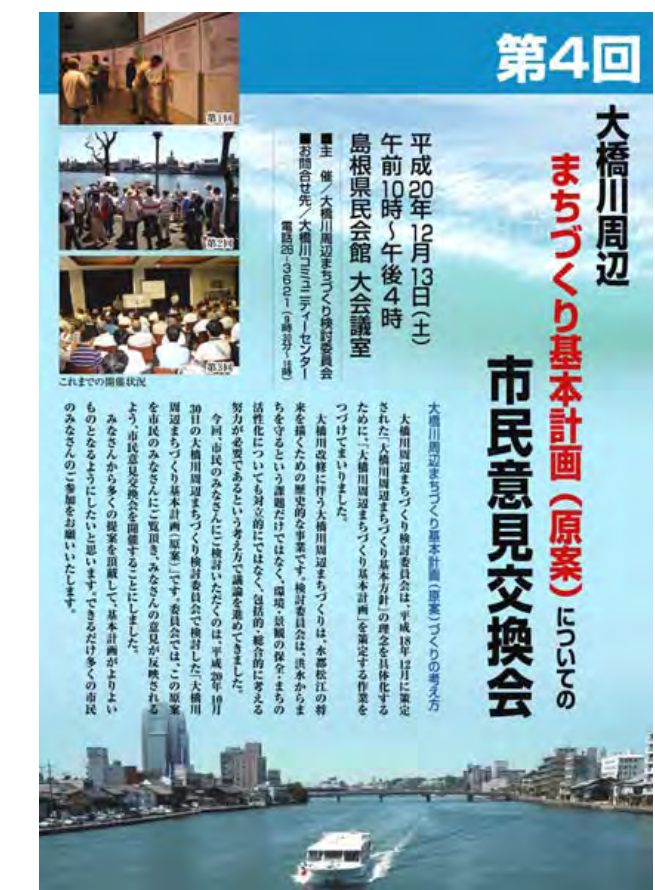 第4回
大橋川周辺
まちづくり基本計画（原案）についての
市民意見交換会
平成20年12月13日（土）
午前10時～午後4時
島根県民会館 大会議室
■主　催／大橋川周辺まちづくり検討委員会
■お問合せ先／大橋川コミュニティーセンター
電話28-3621（9時30分～18時）
第1回
第2回
第3回
これまでの開催状況
大橋川周辺まちづくり基本計画（原案）づくりの考え方
大橋川周辺まちづくり検討委員会は、平成18年12月に策定
された「大橋川周辺まちづくり基本方針」の理念を具体化する
ために、「大橋川周辺まちづくり基本計画」を策定する作業を
つづけてまいりました。
大橋川改修に伴う大橋川周辺まちづくりは、水都松江の将
来を描くための歴史的な事業です。検討委員会は、洪水からま
ちを守るという課題だけではなく、環境・景観の保全・まちの
活性化についても対立的にではなく、包括的・総合的に考える
努力が必要であるという考え方で議論を進めてきました。
今回、市民のみなさんにご検討いただくのは、平成20年10月
30日の大橋川周辺まちづくり検討委員会で検討した「大橋川
周辺まちづくり基本計画（原案）」です。委員会では、この原案
を市民のみなさんにご覧頂き、みなさんの意見が反映される
よう、市民意見交換会を開催することにしました。
みなさんから多くの提案を頂戴して、基本計画がよりよい
ものとなるようにしたいと思います。できるだけ多くの市民
のみなさんのご参加をお願いいたします。